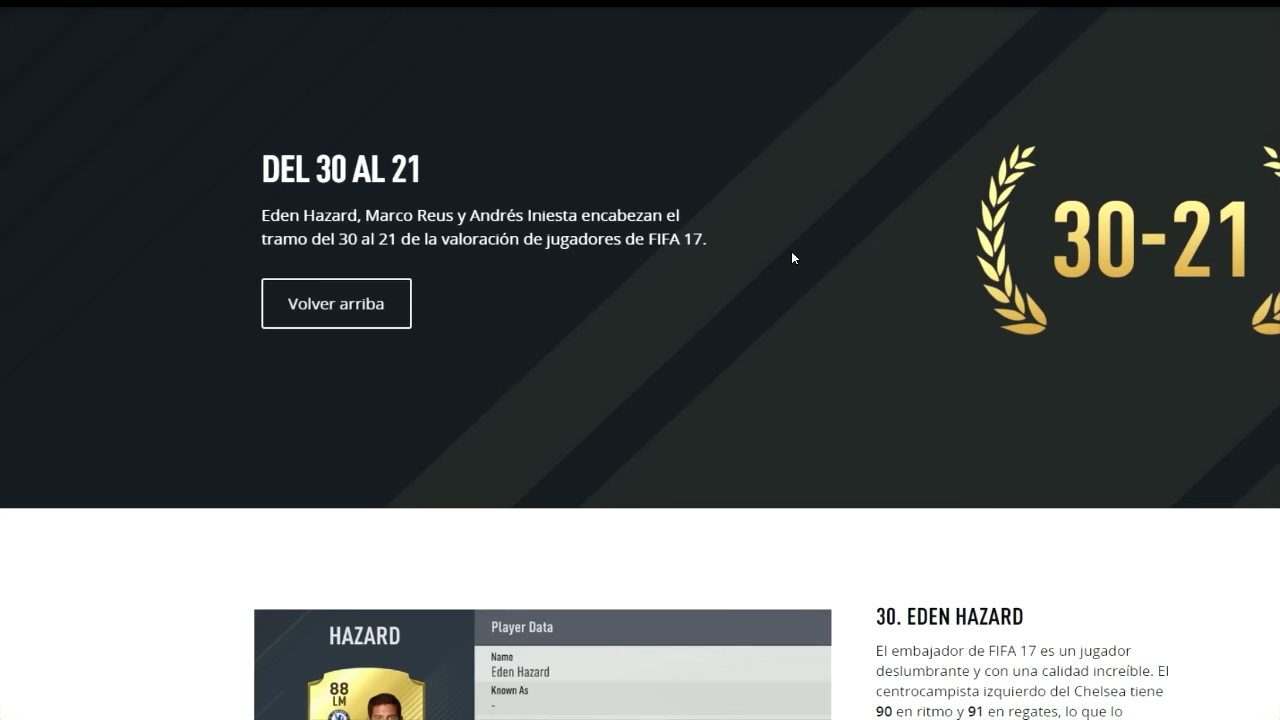 DEL 30 AL 21
Eden Hazard, Marco Reus y Andrés Iniesta encabezan el
tramo del 30 al 21 de la valoración de jugadores de FIFA 17.
Volver arriba
30-21
HAZARD
88
LM
Player Data
Name
Eden Hazard
Known As
-
30. EDEN HAZARD
El embajador de FIFA 17 es un jugador
deslumbrante y con una calidad increíble. El
centrocampista izquierdo del Chelsea tiene
90 en ritmo y 91 en regates, lo que lo